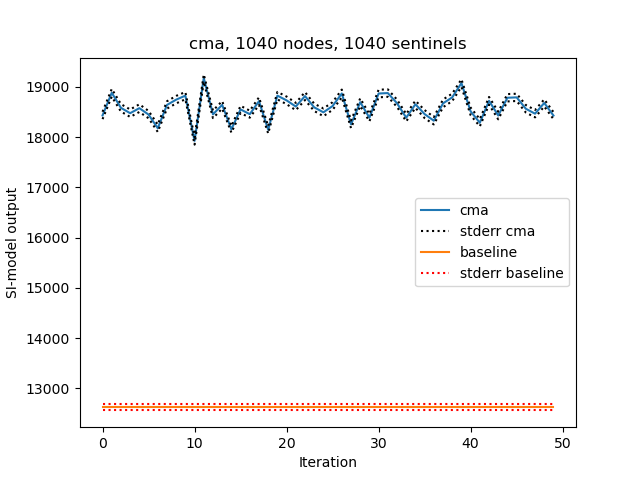 cma, 1040 nodes, 1040 sentinels
SI-model output
19000
18000
17000
16000
15000
14000
13000
cma
stderr cma
baseline
stderr baseline
0 10 20 30 40 50
Iteration